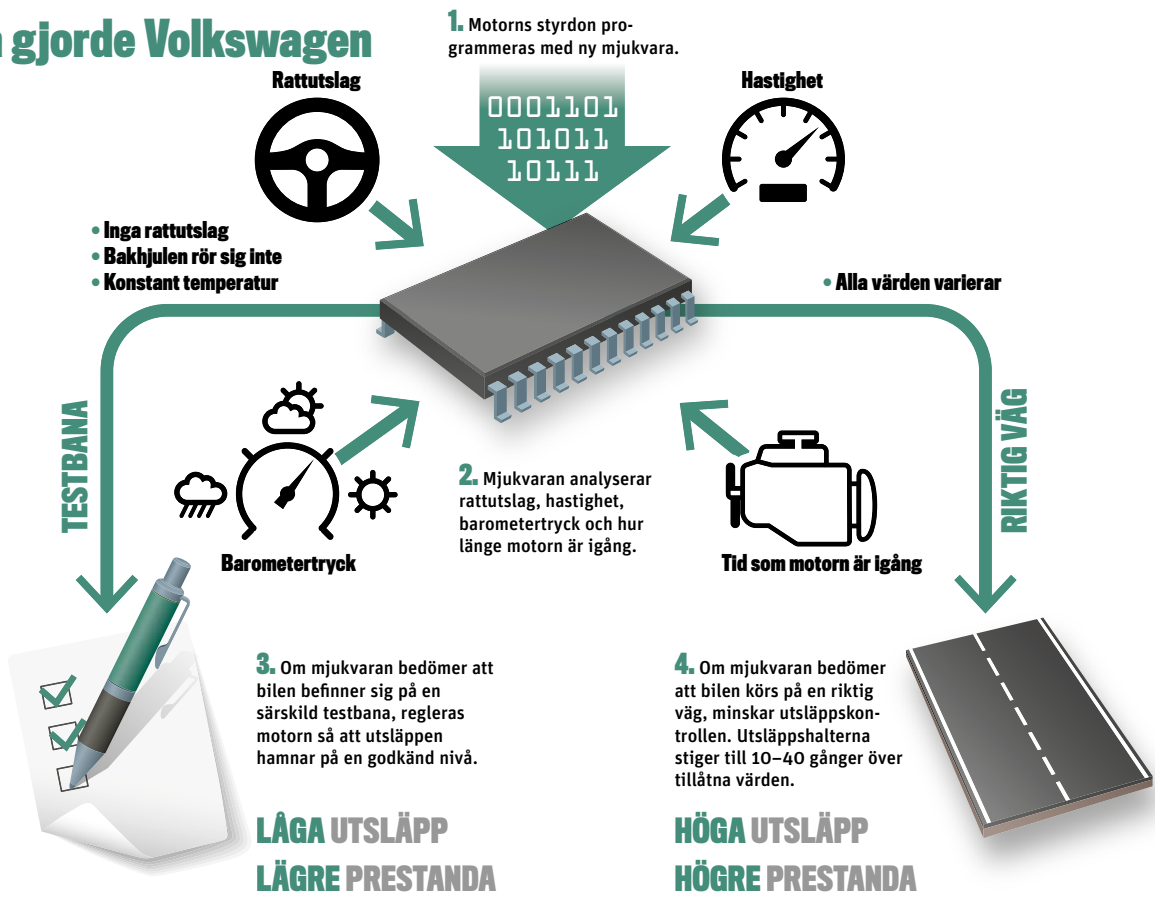 gjorde Volkswagen
1. Motorns styrdon pro-
grammeras med ny mjukvara.
Rattutslag
0001101
101011
10111
Hastighet
• Inga rattutslag
• Bakhjulen rör sig inte
• Konstant temperatur
• Alla värden varierar
TESTBANA
RIKTIG VÄG
2. Mjukvaran analyserar
rattutslag, hastighet,
barometertryck och hur
länge motorn är igång.
Barometertryck
Tid som motorn är igång
3. Om mjukvaran bedömer att
bilen befinner sig på en
särskild testbana, regleras
motorn så att utsläppen
hamnar på en godkänd nivå.
LÅGA UTSLÄPP
LÄGRE PRESTANDA
4. Om mjukvaran bedömer
att bilen körs på en riktig
väg, minskar utsläppskon-
trollen. Utsläppshalterna
stiger till 10–40 gånger över
tillåtna värden.
HÖGA UTSLÄPP
HÖGRE PRESTANDA